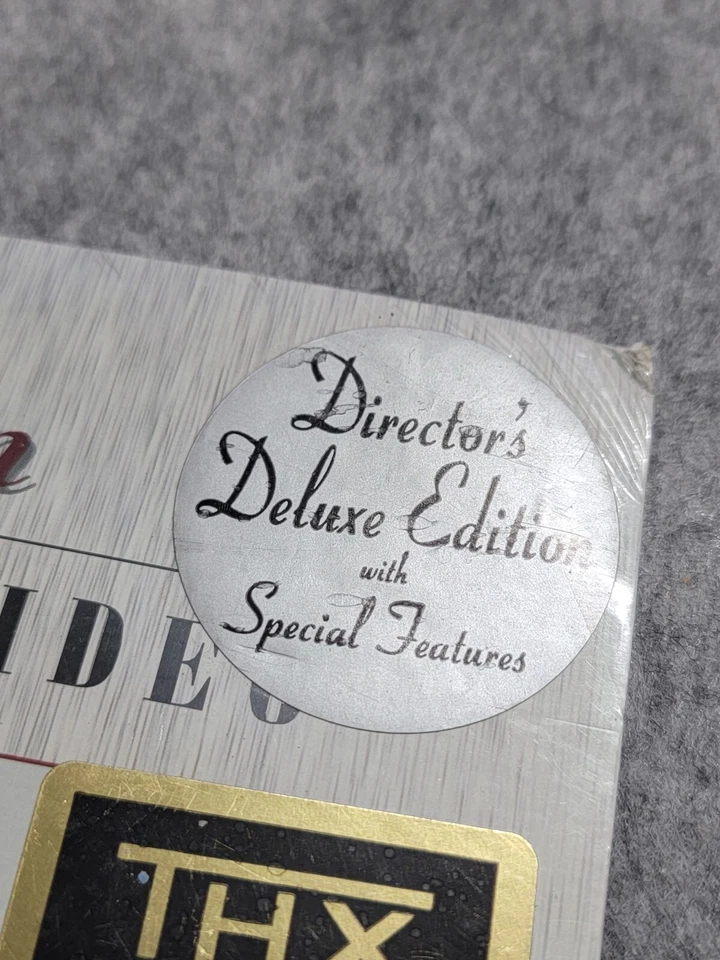 Director's
Deluxe Edition
with
Special Features
IDEO
THX